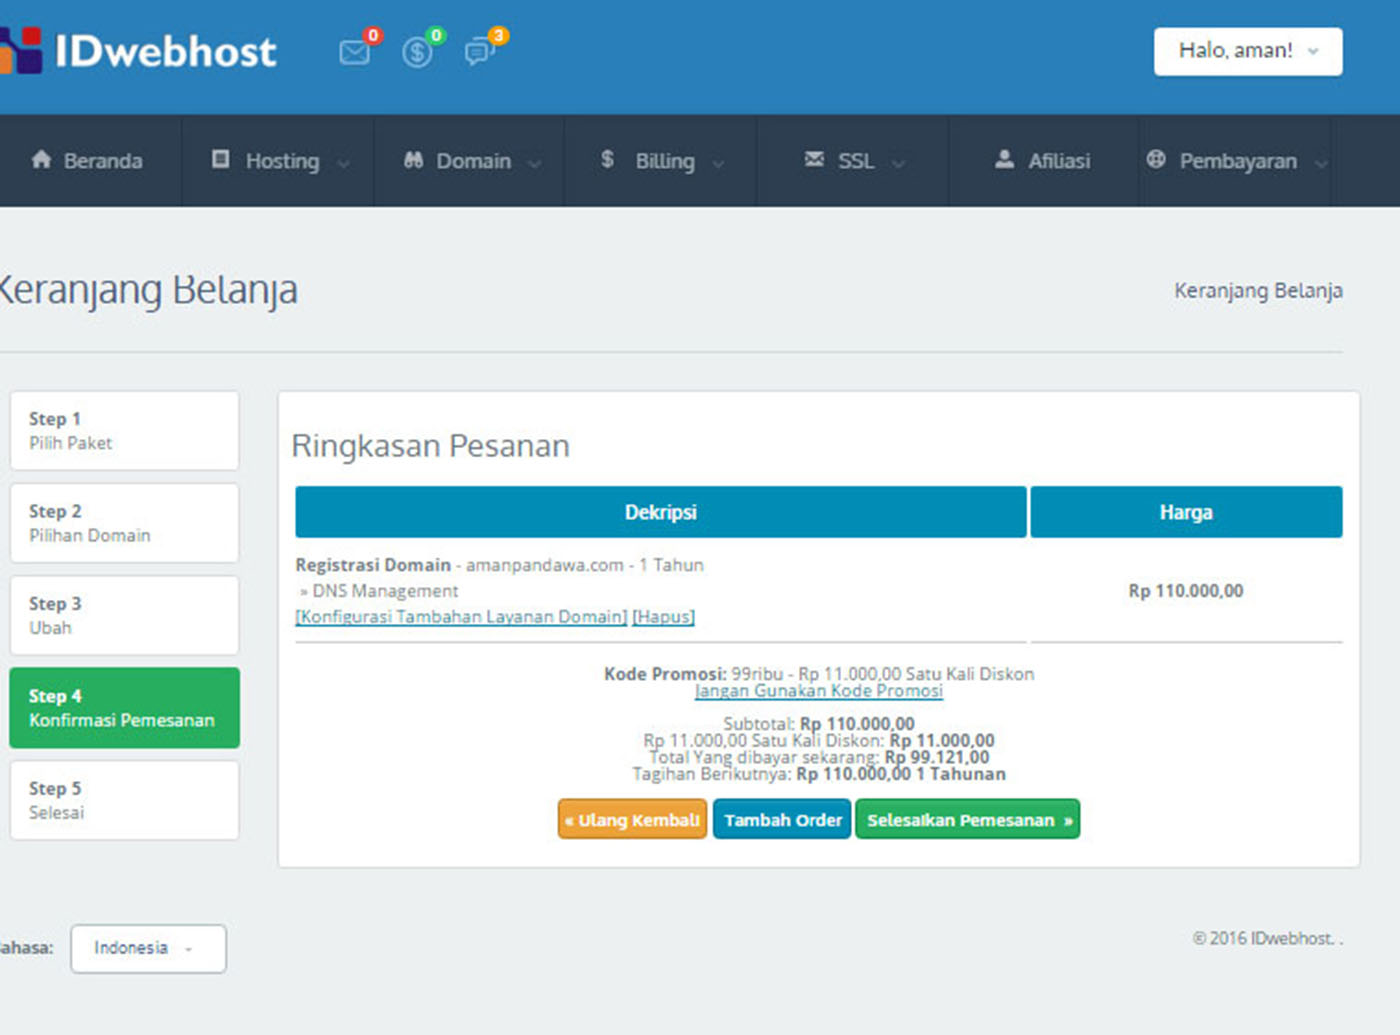 IDwebhost
0
0
3
Halo, aman!
Beranda
Hosting
Domain
Billing
SSL
Afiliasi
Pembayaran
Keranjang Belanja
Keranjang Belanja
Step 1
Pilih Paket
Step 2
Pilihan Domain
Step 3
Ubah
Step 4
Konfirmasi Pemesanan
Step 5
Selesai
Ringkasan Pesanan
Dekripsi
Harga
Registrasi Domain - amanpandawa.com - 1 Tahun
» DNS Management
[Konfigurasi Tambahan Layanan Domain] [Hapus]
Rp 110.000,00
Kode Promosi: 99ribu - Rp 11.000,00 Satu Kali Diskon
Jangan Gunakan Kode Promosi
Subtotal: Rp 110.000,00
Rp 11.000,00 Satu Kali Diskon: Rp 11.000,00
Total Yang dibayar sekarang: Rp 99.121,00
Tagihan Berikutnya: Rp 110.000,00 1 Tahunan
« Ulang Kembali
Tambah Order
Selesaikan Pemesanan »
ahasa:
Indonesia
© 2016 IDwebhost. .